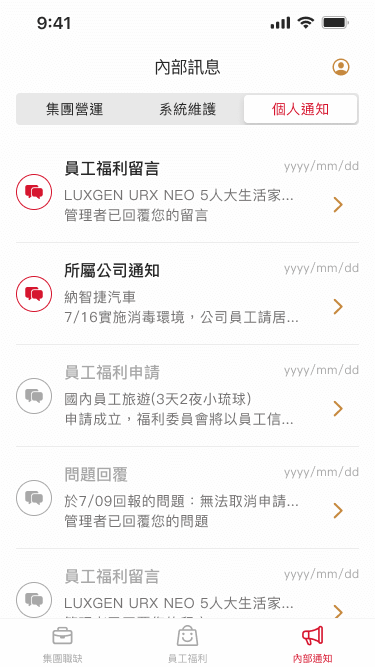 9:41
內部訊息
集團營運 系統維護 個人通知
員工福利留言 yyyy/mm/dd
LUXGEN URX NEO 5人大生活家...
管理者已回覆您的留言
所屬公司通知 yyyy/mm/dd
納智捷汽車
7/16實施消毒環境，公司員工請居...
員工福利申請 yyyy/mm/dd
國內員工旅遊(3天2夜小琉球)
申請成立，福利委員會將以員工信...
問題回覆 yyyy/mm/dd
於7/09回報的問題：無法取消申請...
管理者已回覆您的問題
員工福利留言 yyyy/mm/dd
LUXGEN URX NEO 5人大生活家...
集團職缺 員工福利 內部通知